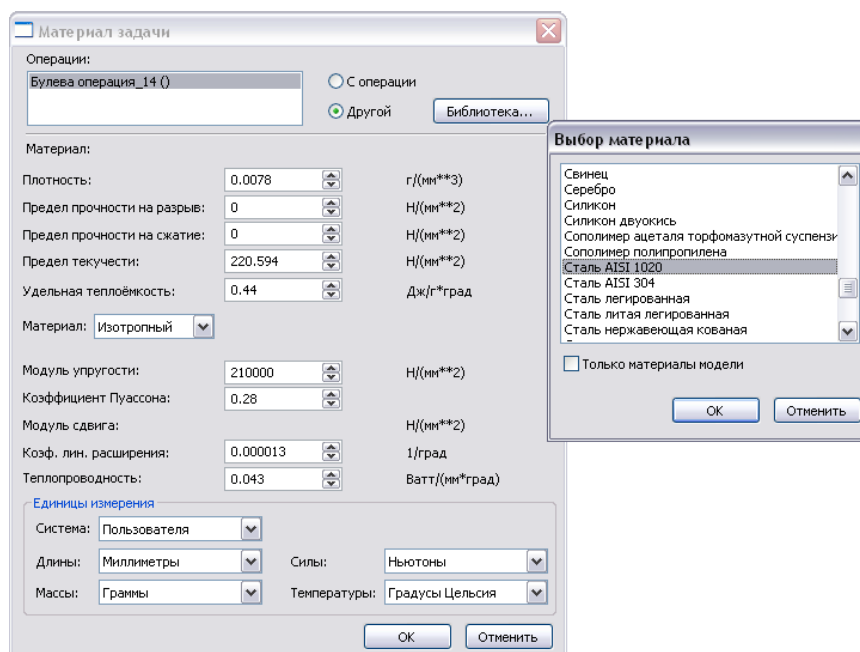 Материал задачи
Операции:
Булева операция_14 ()
С операции
Другой
Библиотека...
Материал:
Плотность: 0.0078 г/(мм**3)
Предел прочности на разрыв: 0 Н/(мм**2)
Предел прочности на сжатие: 0 Н/(мм**2)
Предел текучести: 220.594 Н/(мм**2)
Удельная теплоёмкость: 0.44 Дж/г*град
Материал: Изотропный
Модуль упругости: 210000 Н/(мм**2)
Коэффициент Пуассона: 0.28
Модуль сдвига: Н/(мм**2)
Коэф. лин. расширения: 0.000013 1/град
Теплопроводность: 0.043 Ватт/(мм*град)
Единицы измерения
Система: Пользователя
Длины: Миллиметры Силы: Ньютоны
Массы: Граммы Температуры: Градусы Цельсия
ОК Отменить
Выбор материала
Свинец
Серебро
Силикон
Силикон двуокись
Сополимер ацеталя торфомазутной суспензи
Сополимер полипропилена
Сталь AISI 1020
Сталь AISI 304
Сталь легированная
Сталь литая легированная
Сталь нержавеющая кованая
Только материалы модели
ОК Отменить